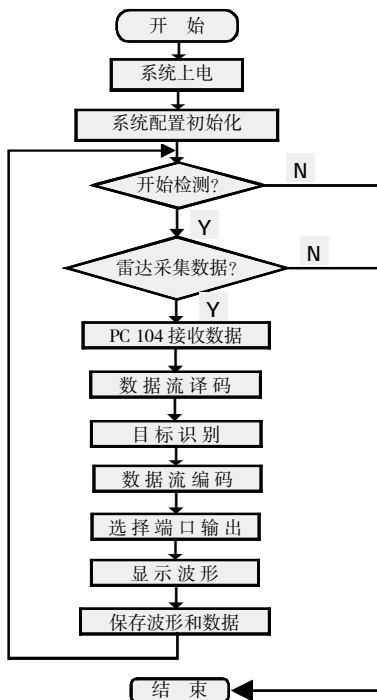 开 始
系统上电
系统配置初始化
开始检测?
N
Y
雷达采集数据?
N
Y
PC 104 接收数据
数据流译码
目标识别
数据流编码
选择端口输出
显示波形
保存波形和数据
结 束